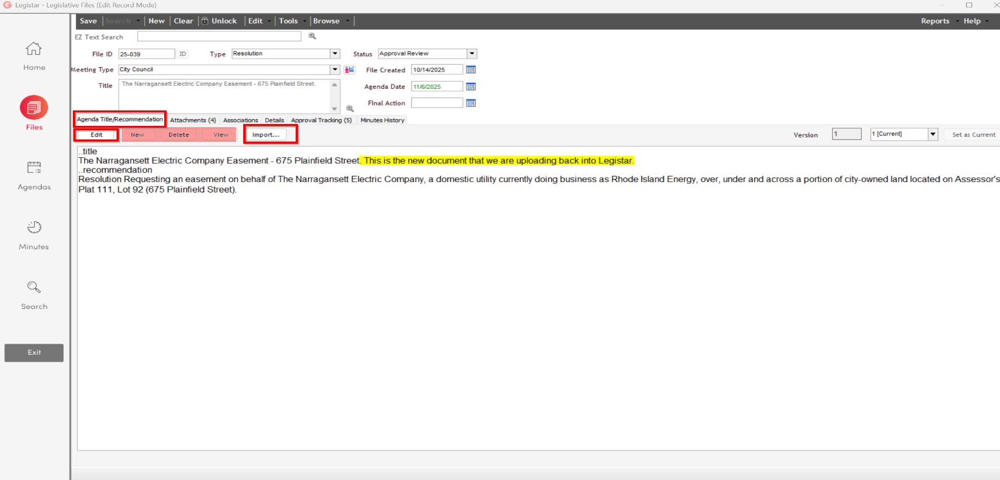 Legistar - Legislative Files (Edit Record Mode)
Save Search New Clear Unlock Edit Tools Browse Reports Help
EZ Text Search
File ID 25-039 ID Type Resolution Status Approval Review
Meeting Type City Council File Created 10/14/2025
Title The Narragansett Electric Company Easement - 675 Plainfield Street.
Agenda Date 11/6/2025
Final Action
Agenda Title/Recommendation Attachments (4) Associations Details Approval Tracking (5) Minutes History
Edit New Delete View Import... Version 1 1 [Current] Set as Current
..title
The Narragansett Electric Company Easement - 675 Plainfield Street. This is the new document that we are uploading back into Legistar.
..recommendation
Resolution Requesting an easement on behalf of The Narragansett Electric Company, a domestic utility currently doing business as Rhode Island Energy, over, under and across a portion of city-owned land located on Assessor's
Plat 111, Lot 92 (675 Plainfield Street).
Home
Files
Agendas
Minutes
Search
Exit